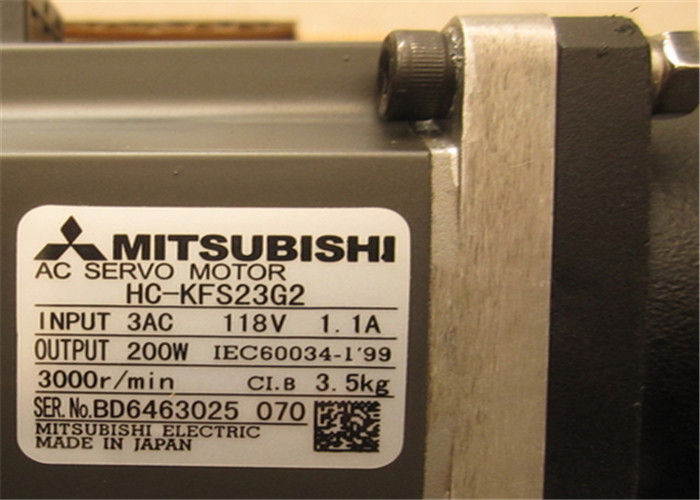 MITSUBISHI
AC SERVO MOTOR
HC-KFS23G2
INPUT 3AC 118V 1.1A
OUTPUT 200W IEC60034-1'99
3000r/min CI.B 3.5kg
SER.No.BD6463025 070
MITSUBISHI ELECTRIC
MADE IN JAPAN